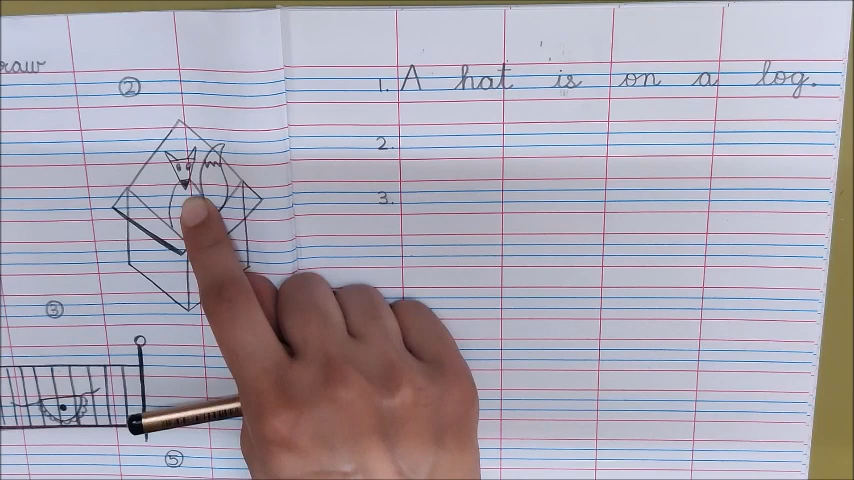 raw
②
1. A hat is on a log.
2.
3.
③
⑤